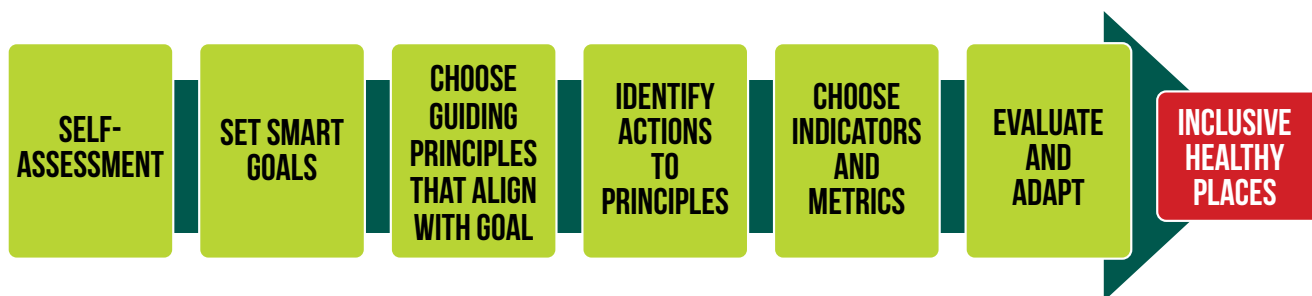 SELF-
ASSESSMENT
SET SMART
GOALS
CHOOSE
GUIDING
PRINCIPLES
THAT ALIGN
WITH GOAL
IDENTIFY
ACTIONS
TO
PRINCIPLES
CHOOSE
INDICATORS
AND
METRICS
EVALUATE
AND
ADAPT
INCLUSIVE
HEALTHY
PLACES